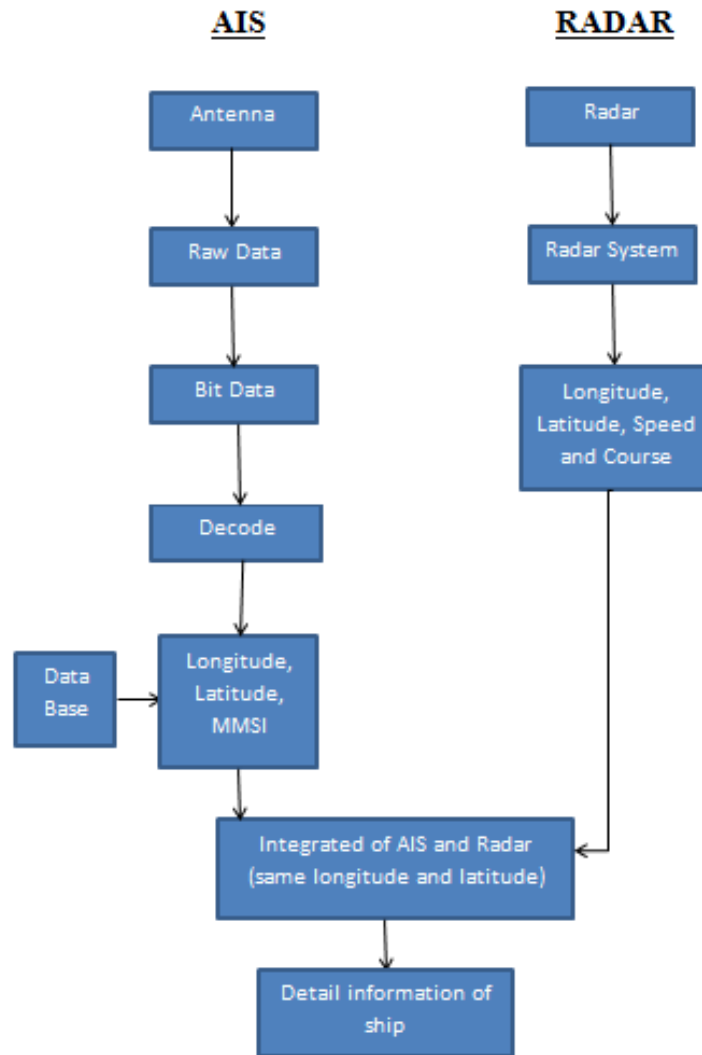 AIS
RADAR
Antenna
Radar
Raw Data
Radar System
Bit Data
Longitude,
Latitude, Speed
and Course
Decode
Data
Base
Longitude,
Latitude,
MMSI
Integrated of AIS and Radar
(same longitude and latitude)
Detail information of
ship